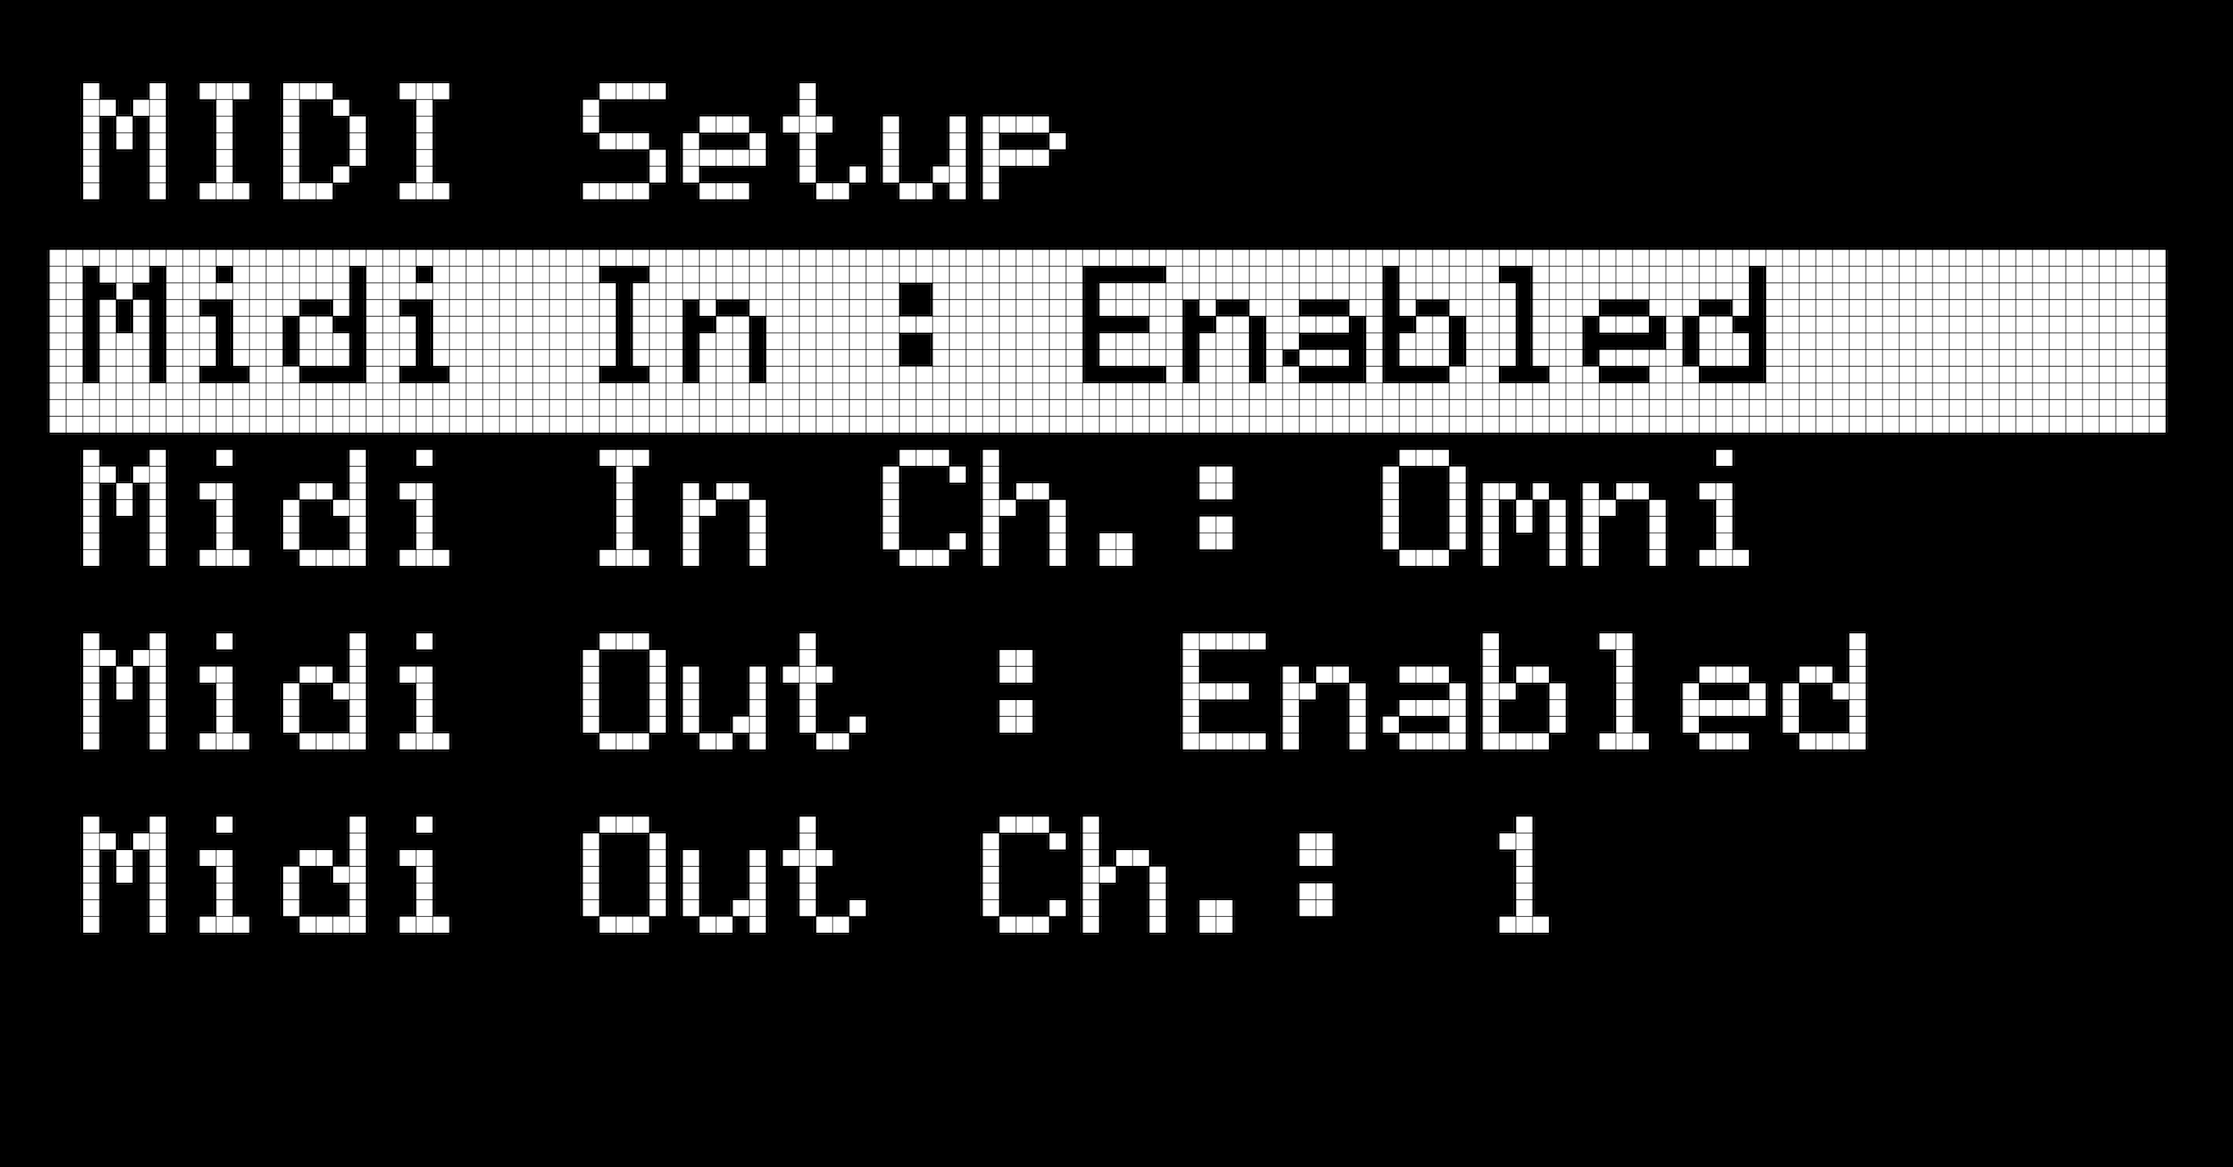 MIDI Setup
Midi In : Enabled
Midi In Ch.: Omni
Midi Out : Enabled
Midi Out Ch.: 1